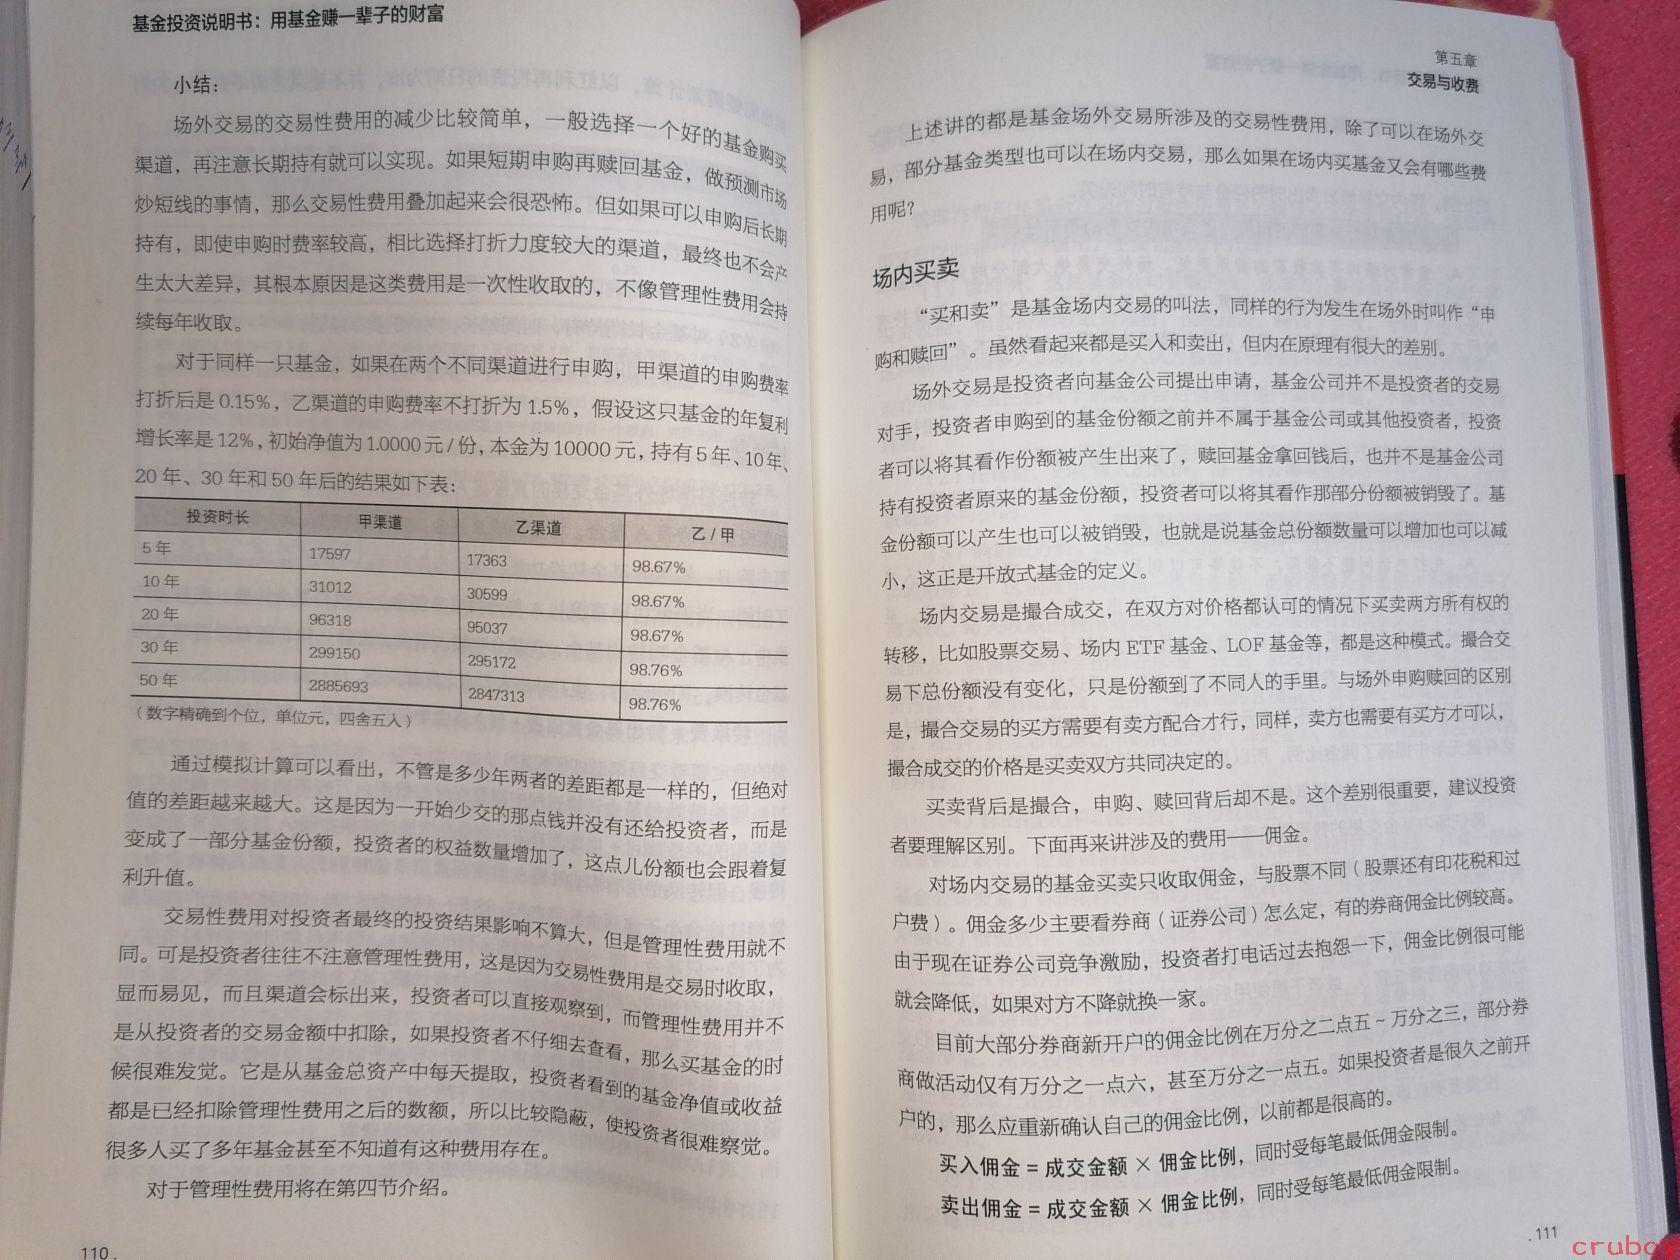 基金投资说明书：用基金赚一辈子的财富
小结：
场外交易的交易性费用的减少比较简单，一般选择一个好的基金购买
渠道，再注意长期持有就可以实现。如果短期申购再赎回基金，做预测市场
炒短线的事情，那么交易性费用叠加起来会很恐怖。但如果可以申购后长期
持有，即使申购时费率较高，相比选择打折力度较大的渠道，最终也不会产
生太大差异，其根本原因是这类费用是一次性收取的，不像管理性费用会持
续每年收取。
对于同样一只基金，如果在两个不同渠道进行申购，甲渠道的申购费率
打折后是 0.15%，乙渠道的申购费率不打折为 1.5%，假设这只基金的年复利
增长率是 12%，初始净值为 1.0000 元 / 份，本金为 10000 元，持有 5 年、10 年、
20 年、30 年和 50 年后的结果如下表：
投资时长 甲渠道 乙渠道 乙 / 甲
5 年 17597 17363 98.67%
10 年 31012 30599 98.67%
20 年 96318 95037 98.67%
30 年 299150 295172 98.76%
50 年 2885693 2847313 98.76%
（数字精确到个位，单位元，四舍五人）
通过模拟计算可以看出，不管是多少年两者的差距都是一样的，但绝对
值的差距越来越大。这是因为一开始少交的那点钱并没有还给投资者，而是
变成了一部分基金份额，投资者的权益数量增加了，这点儿份额也会跟着复
利升值。
交易性费用对投资者最终的投资结果影响不算大，但是管理性费用就不
同。可是投资者往往不注意管理性费用，这是因为交易性费用是交易时收取，
显而易见，而且渠道会标出来，投资者可以直接观察到，而管理性费用并不
是从投资者的交易金额中扣除，如果投资者不仔细去查看，那么买基金的时
候很难发觉。它是从基金总资产中每天提取，投资者看到的基金净值或收益
都是已经扣除管理性费用之后的数额，所以比较隐蔽，使投资者很难察觉。
很多人买了多年基金甚至不知道有这种费用存在。
对于管理性费用将在第四节介绍。
110 .
第五章
交易与收费
上述讲的都是基金场外交易所涉及的交易性费用，除了可以在场外交
易，部分基金类型也可以在场内交易，那么如果在场内买基金又会有哪些费
用呢？
场内买卖
“买和卖”是基金场内交易的叫法，同样的行为发生在场外时叫作“申
购和赎回”。虽然看起来都是买入和卖出，但内在原理有很大的差别。
场外交易是投资者向基金公司提出申请，基金公司并不是投资者的交易
对手，投资者申购到的基金份额之前并不属于基金公司或其他投资者，投资
者可以将其看作份额被产生出来了，赎回基金拿回钱后，也并不是基金公司
持有投资者原来的基金份额，投资者可以将其看作那部分份额被销毁了。基
金份额可以产生也可以被销毁，也就是说基金总份额数量可以增加也可以减
小，这正是开放式基金的定义。
场内交易是撮合成交，在双方对价格都认可的情况下买卖两方所有权的
转移，比如股票交易、场内 ETF 基金、LOF 基金等，都是这种模式。撮合交
易下总份额没有变化，只是份额到了不同人的手里。与场外申购赎回的区别
是，撮合交易的买方需要有卖方配合才行，同样，卖方也需要有买方才可以，
撮合成交的价格是买卖双方共同决定的。
买卖背后是撮合，申购、赎回背后却不是。这个差别很重要，建议投资
者要理解区别。下面再来讲涉及的费用——佣金。
对场内交易的基金买卖只收取佣金，与股票不同（股票还有印花税和过
户费）。佣金多少主要看券商（证券公司）怎么定，有的券商佣金比例较高。
由于现在证券公司竞争激励，投资者打电话过去抱怨一下，佣金比例很可能
就会降低，如果对方不降就换一家。
目前大部分券商新开户的佣金比例在万分之二点五～万分之三，部分券
商做活动仅有万分之一点六，甚至万分之一点五。如果投资者是很久之前开
户的，那么应重新确认自己的佣金比例，以前都是很高的。
买入佣金 = 成交金额 × 佣金比例，同时受每笔最低佣金限制。
卖出佣金 = 成交金额 × 佣金比例，同时受每笔最低佣金限制。
. 111